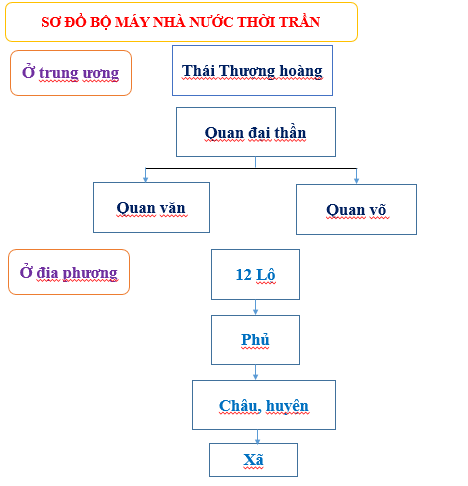 SƠ ĐỒ BỘ MÁY NHÀ NƯỚC THỜI TRẦN
Ở trung ương
Thái Thượng hoàng
Quan đại thần
Quan văn
Quan võ
Ở địa phương
12 Lộ
Phủ
Châu, huyện
Xã